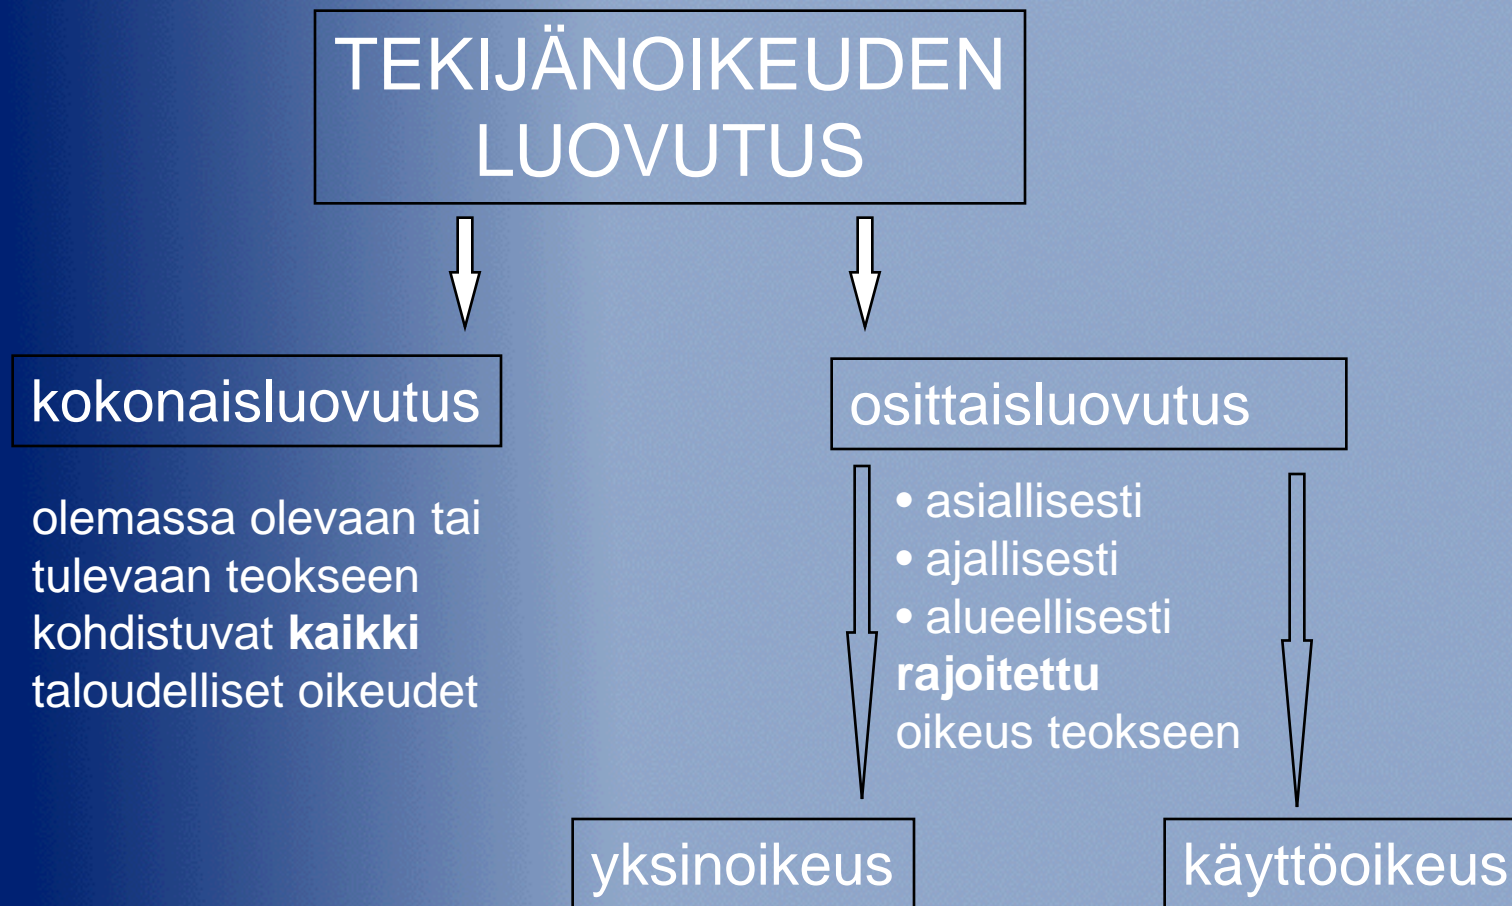 TEKIJÄNOIKEUDEN
LUOVUTUS
kokonaisluovutus
olemassa olevaan tai
tulevaan teokseen
kohdistuvat kaikki
taloudelliset oikeudet
osittaisluovutus
• asiallisesti
• ajallisesti
• alueellisesti
rajoitettu
oikeus teokseen
yksinoikeus
käyttöoikeus